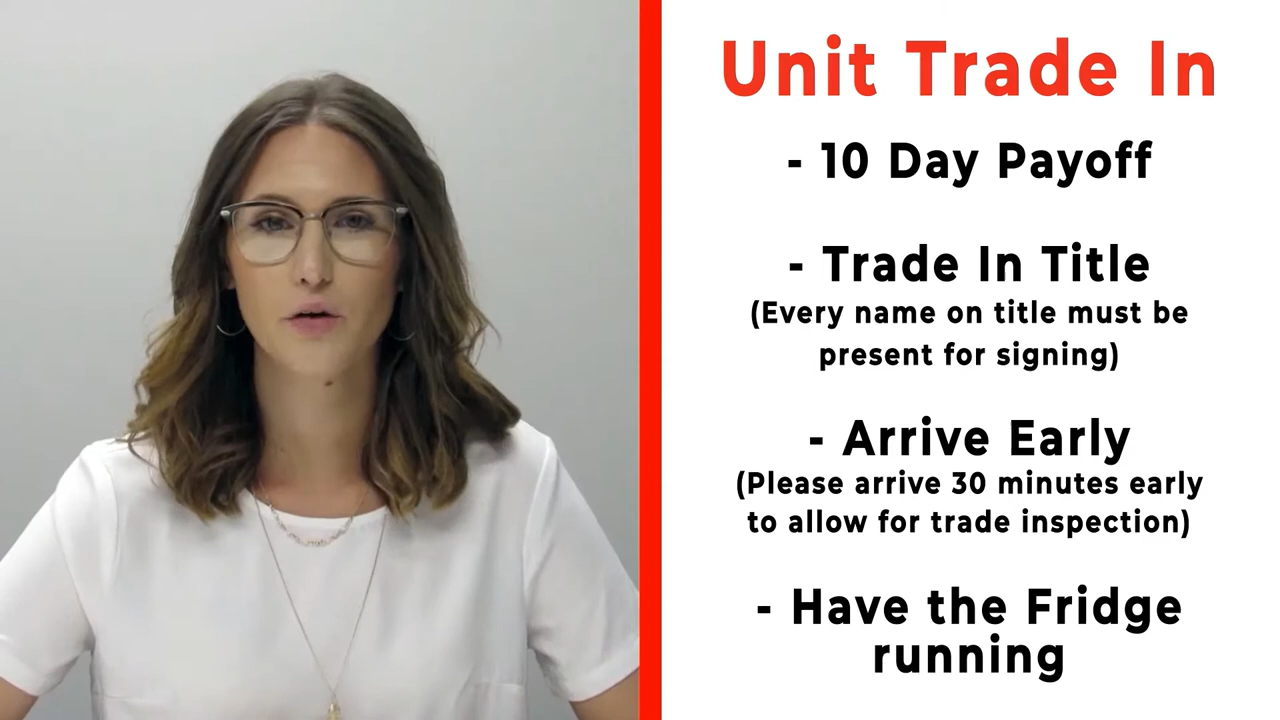 Unit Trade In
- 10 Day Payoff
- Trade In Title
(Every name on title must be
present for signing)
- Arrive Early
(Please arrive 30 minutes early
to allow for trade inspection)
- Have the Fridge
running